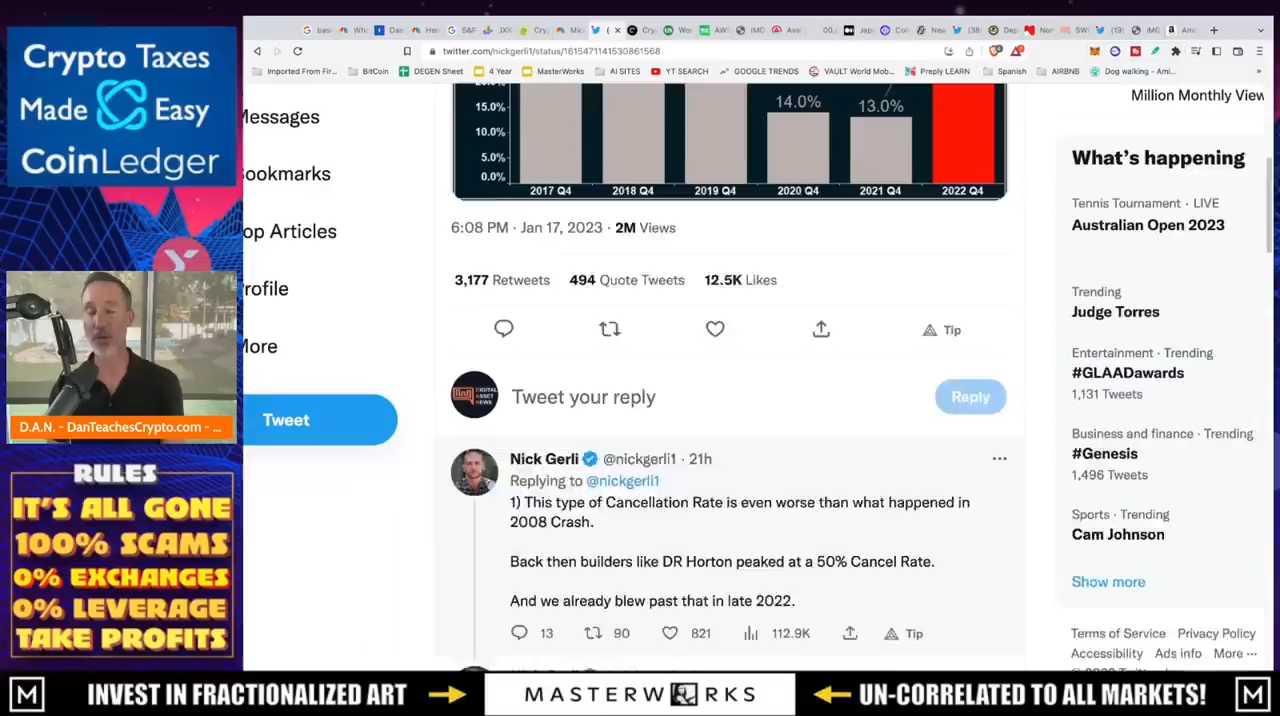 Crypto Taxes
Made Easy
CoinLedger
twitter.com/nickgerli1/status/1615471141530861568
Imported From Fir...
BitCoin
DEGEN Sheet
4 Year
MasterWorks
AI SITES
YT SEARCH
GOOGLE TRENDS
VAULT World Mob...
Preply LEARN
Spanish
AIRBNB
Dog walking - Ami...
essages
ookmarks
op Articles
rofile
ore
Tweet
15.0%
10.0%
5.0%
0.0%
14.0%
13.0%
2017 Q4
2018 Q4
2019 Q4
2020 Q4
2021 Q4
2022 Q4
6:08 PM · Jan 17, 2023 · 2M Views
3,177 Retweets 494 Quote Tweets 12.5K Likes
Tip
DIGITAL
ASSET
NEWS
Tweet your reply
Reply
Nick Gerli @nickgerli1 · 21h
Replying to @nickgerli1
1) This type of Cancellation Rate is even worse than what happened in
2008 Crash.
Back then builders like DR Horton peaked at a 50% Cancel Rate.
And we already blew past that in late 2022.
13 90 821 112.9K Tip
Million Monthly View
What's happening
Tennis Tournament · LIVE
Australian Open 2023
Trending
Judge Torres
Entertainment · Trending
#GLAADawards
1,131 Tweets
Business and finance · Trending
#Genesis
1,496 Tweets
Sports · Trending
Cam Johnson
Show more
Terms of Service Privacy Policy
Accessibility Ads info More ···
D.A.N. - DanTeachesCrypto.com - ...
RULES
IT'S ALL GONE
100% SCAMS
0% EXCHANGES
0% LEVERAGE
TAKE PROFITS
M INVEST IN FRACTIONALIZED ART
MASTERWORKS
UN-CORRELATED TO ALL MARKETS! M